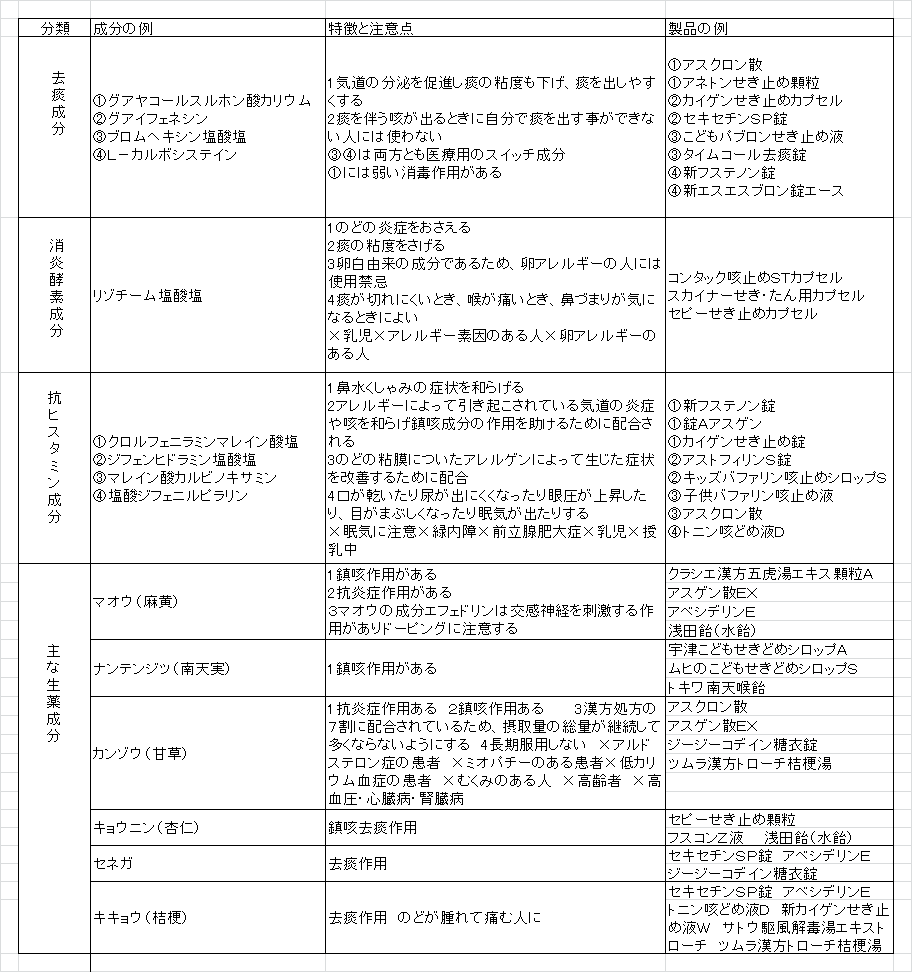 分類 成分の例 特徴と注意点 製品の例
去痰成分
①グアヤコールスルホン酸カリウム
②グアイフェネシン
③ブロムヘキシン塩酸塩
④Ｌ－カルボシステイン
1気道の分泌を促進し痰の粘度も下げ、痰を出しやす
くする
2痰を伴う咳が出るときに自分で痰を出す事ができな
い人には使わない
③④は両方とも医療用のスイッチ成分
①には弱い消毒作用がある
①アスクロン散
①アネトンせき止め顆粒
②カイゲンせき止めカプセル
②セキセチンＳＰ錠
③こどもパブロンせき止め液
③タイムコール去痰錠
④新フステノン錠
④新エスエスブロン錠エース
消炎酵素成分
リゾチーム塩酸塩
1のどの炎症をおさえる
2痰の粘度をさげる
3卵白由来の成分であるため、卵アレルギーの人には
使用禁忌
4痰が切れにくいとき、喉が痛いとき、鼻づまりが気に
なるときによい
×乳児×アレルギー素因のある人×卵アレルギーの
ある人
コンタック咳止めＳＴカプセル
スカイナーせき・たん用カプセル
セピーせき止めカプセル
抗ヒスタミン成分
①クロルフェニラミンマレイン酸塩
②ジフェンヒドラミン塩酸塩
③マレイン酸カルビノキサミン
④塩酸ジフェニルピラリン
1鼻水くしゃみの症状を和らげる
2アレルギーによって引き起こされている気道の炎症
や咳を和らげ鎮咳成分の作用を助けるために配合さ
れる
3のどの粘膜についたアレルゲンによって生じた症状
を改善するために配合
4口が乾いたり尿が出にくくなったり眼圧が上昇した
り、目がまぶしくなったり眠気が出たりする
×眠気に注意×緑内障×前立腺肥大症×乳児×授
乳中
①新フステノン錠
①錠Ａアスゲン
①カイゲンせき止め錠
②アストフィリンＳ錠
②キッズバファリン咳止めシロップＳ
③子供バファリン咳止め液
③アスクロン散
④トニン咳どめ液Ｄ
主な生薬成分
マオウ（麻黄）
1鎮咳作用がある
2抗炎症作用がある
3マオウの成分エフェドリンは交感神経を刺激する作
用がありドーピングに注意する
クラシエ漢方五虎湯エキス顆粒Ａ
アスゲン散ＥＸ
アベシデリンＥ
浅田飴（水飴）
ナンテンジツ（南天実）
1鎮咳作用がある
宇津こどもせきどめシロップＡ
ムヒのこどもせきどめシロップＳ
トキワ南天喉飴
カンゾウ（甘草）
1抗炎症作用ある 2鎮咳作用ある 3漢方処方の
7割に配合されているため、摂取量の総量が継続して
多くならないようにする 4長期服用しない ×アルド
ステロン症の患者 ×ミオパチーのある患者×低カリ
ウム血症の患者 ×むくみのある人 ×高齢者 ×高
血圧・心臓病・腎臓病
アスクロン散
アスゲン散ＥＸ
ジージーコデイン糖衣錠
ツムラ漢方トローチ桔梗湯
キョウニン（杏仁）
鎮咳去痰作用
セピーせき止め顆粒
フスコンＺ液 浅田飴（水飴）
セネガ
去痰作用
セキセチンＳＰ錠 アベシデリンＥ
ジージーコデイン糖衣錠
キキョウ（桔梗）
去痰作用 のどが腫れて痛む人に
セキセチンＳＰ錠 アベシデリンＥ
トニン咳どめ液Ｄ 新カイゲンせき止
め液Ｗ サトウ駆風解毒湯エキスト
ローチ ツムラ漢方トローチ桔梗湯